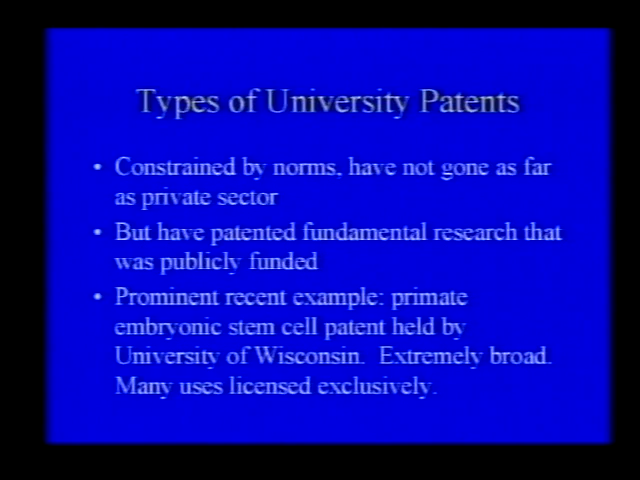 Types of University Patents
• Constrained by norms, have not gone as far
as private sector
• But have patented fundamental research that
was publicly funded
• Prominent recent example: primate
embryonic stem cell patent held by
University of Wisconsin.  Extremely broad.
Many uses licensed exclusively.